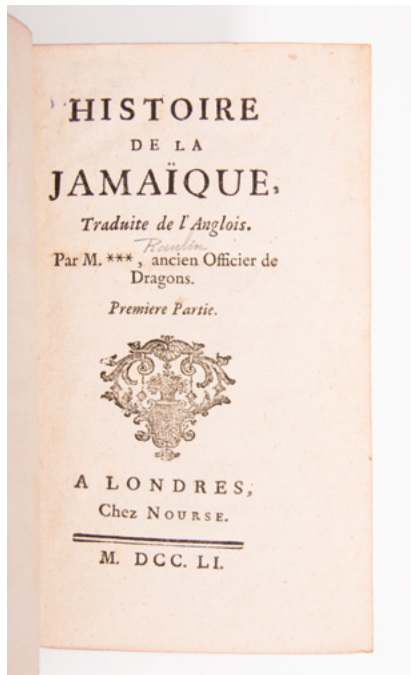 HISTOIRE
DE LA
JAMAÏQUE,
Traduite de l'Anglois.
Par M. ***, ancien Officier de
Dragons.
Premiere Partie.
A LONDRES,
Chez NOURSE.
M. DCC. LI.